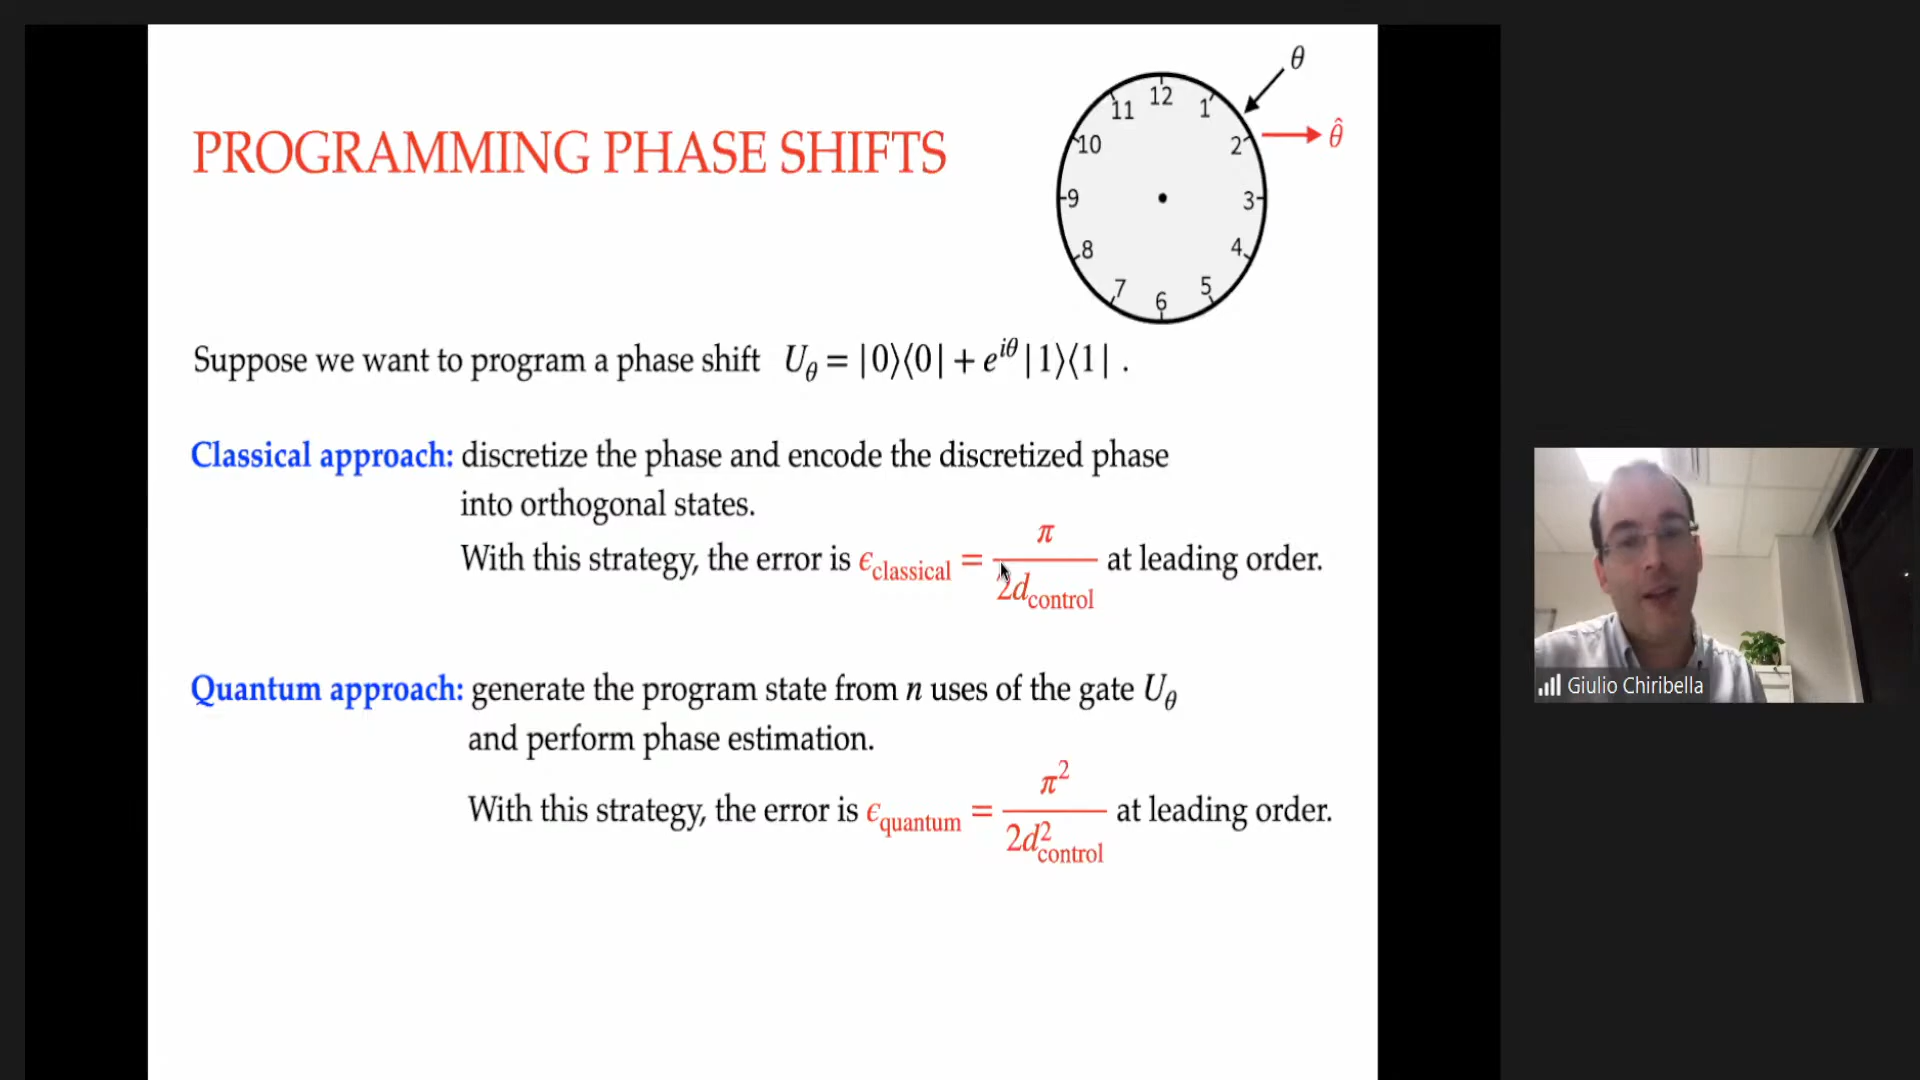 θ
12
11
1
10
2
θ̂
9
3
8
4
7
5
6
PROGRAMMING PHASE SHIFTS
Suppose we want to program a phase shift U_θ = |0⟩⟨0| + e^{iθ} |1⟩⟨1| .
Classical approach: discretize the phase and encode the discretized phase
into orthogonal states.
With this strategy, the error is ϵ_classical = π / 2d_control at leading order.
Quantum approach: generate the program state from n uses of the gate U_θ
and perform phase estimation.
With this strategy, the error is ϵ_quantum = π² / 2d²_control at leading order.
Giulio Chiribella